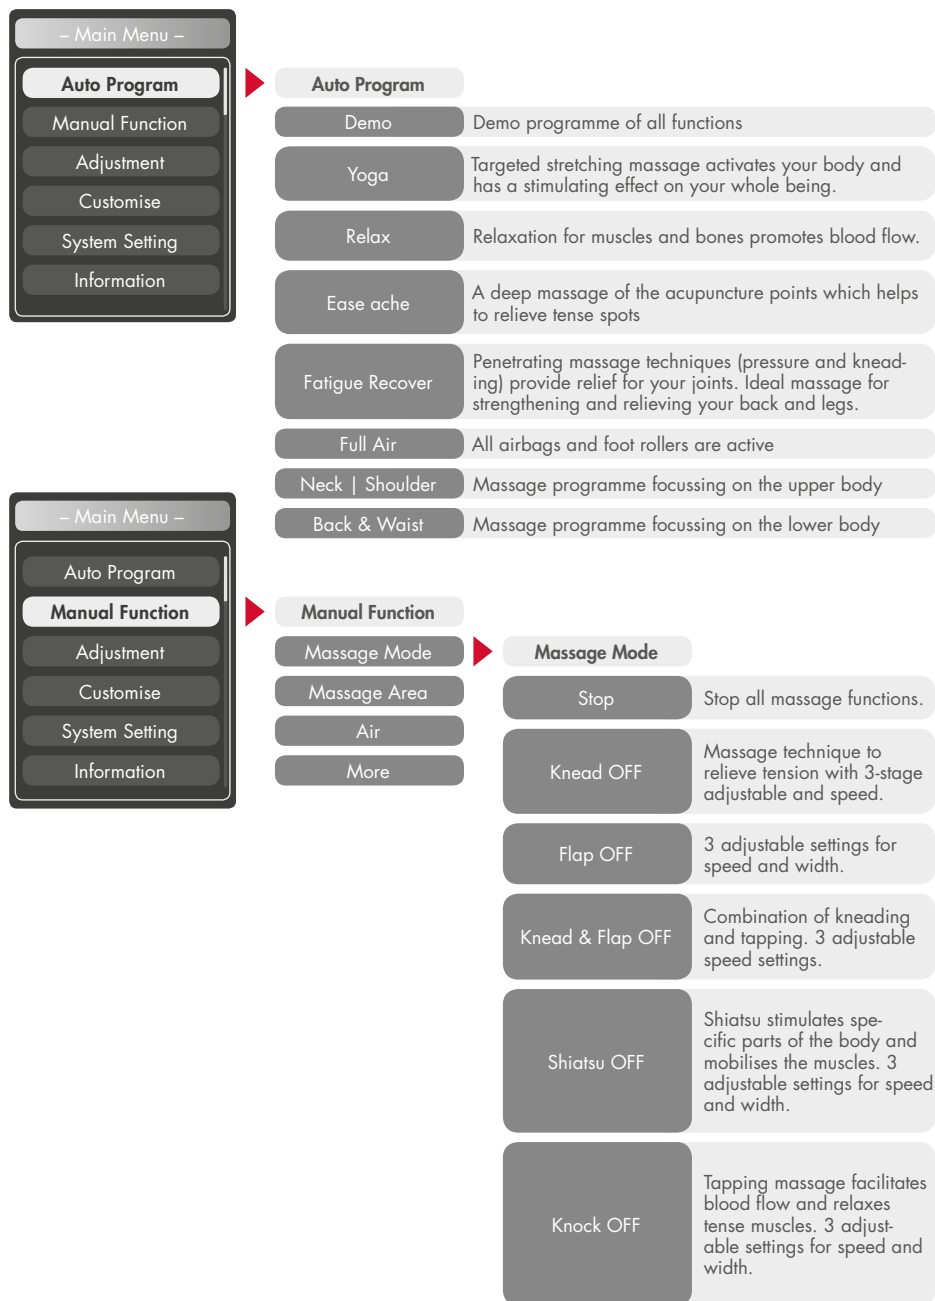 – Main Menu –
Auto Program
Manual Function
Adjustment
Customise
System Setting
Information
Auto Program
Demo
Demo programme of all functions
Yoga
Targeted stretching massage activates your body and
has a stimulating effect on your whole being.
Relax
Relaxation for muscles and bones promotes blood flow.
Ease ache
A deep massage of the acupuncture points which helps
to relieve tense spots
Fatigue Recover
Penetrating massage techniques (pressure and knead-
ing) provide relief for your joints. Ideal massage for
strengthening and relieving your back and legs.
Full Air
All airbags and foot rollers are active
Neck | Shoulder
Massage programme focussing on the upper body
Back & Waist
Massage programme focussing on the lower body
– Main Menu –
Auto Program
Manual Function
Adjustment
Customise
System Setting
Information
Manual Function
Massage Mode
Massage Area
Air
More
Massage Mode
Stop
Stop all massage functions.
Knead OFF
Massage technique to
relieve tension with 3-stage
adjustable and speed.
Flap OFF
3 adjustable settings for
speed and width.
Knead & Flap OFF
Combination of kneading
and tapping. 3 adjustable
speed settings.
Shiatsu OFF
Shiatsu stimulates spe-
cific parts of the body and
mobilises the muscles. 3
adjustable settings for speed
and width.
Knock OFF
Tapping massage facilitates
blood flow and relaxes
tense muscles. 3 adjust-
able settings for speed and
width.